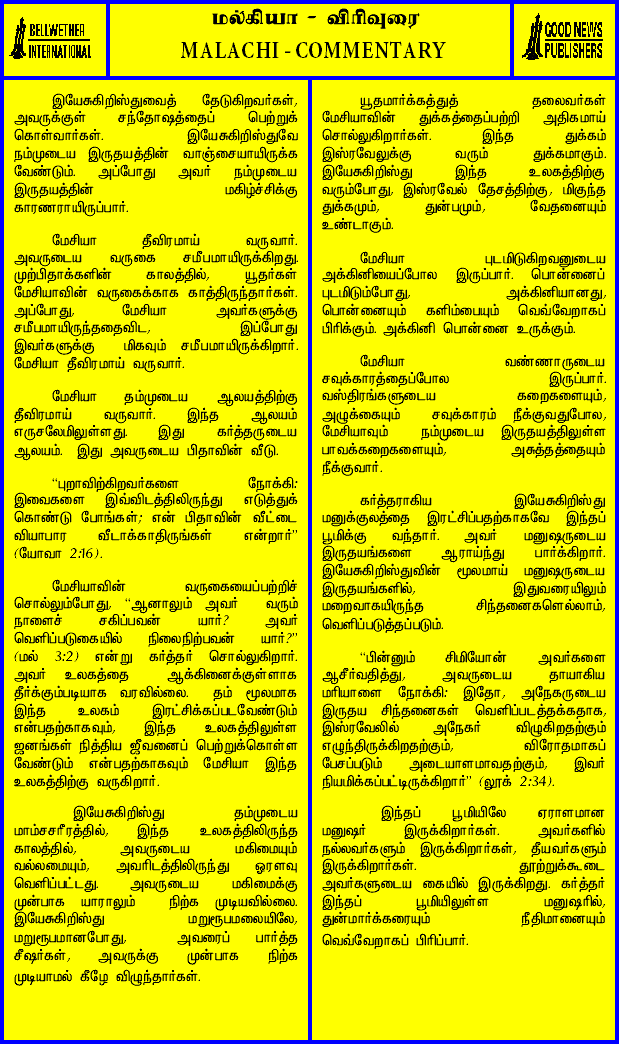 BELLWETHER
INTERNATIONAL
மல்கியா - விரிவுரை
MALACHI - COMMENTARY
GOOD NEWS
PUBLISHERS
இயேசுகிறிஸ்துவைத் தேடுகிறவர்கள்,
அவருக்குள் சந்தோஷத்தைப் பெற்றுக்
கொள்வார்கள். இயேசுகிறிஸ்துவே
நம்முடைய இருதயத்தின் வாஞ்சையாயிருக்க
வேண்டும். அப்போது அவர் நம்முடைய
இருதயத்தின் மகிழ்ச்சிக்கு
காரணராயிருப்பார்.
மேசியா தீவிரமாய் வருவார்.
அவருடைய வருகை சமீபமாயிருக்கிறது.
முற்பிதாக்களின் காலத்தில், யூதர்கள்
மேசியாவின் வருகைக்காக காத்திருந்தார்கள்.
அப்போது, மேசியா அவர்களுக்கு
சமீபமாயிருந்ததைவிட, இப்போது
இவர்களுக்கு மிகவும் சமீபமாயிருக்கிறார்.
மேசியா தீவிரமாய் வருவார்.
மேசியா தம்முடைய ஆலயத்திற்கு
தீவிரமாய் வருவார். இந்த ஆலயம்
எருசலேமிலுள்ளது. இது கர்த்தருடைய
ஆலயம். இது அவருடைய பிதாவின் வீடு.
“புறாவிற்கிறவர்களை நோக்கி:
இவைகளை இவ்விடத்திலிருந்து எடுத்துக்
கொண்டு போங்கள்; என் பிதாவின் வீட்டை
வியாபார வீடாக்காதிருங்கள் என்றார்”
(யோவா 2:16).
மேசியாவின் வருகையைப்பற்றிச்
சொல்லும்போது, “ஆனாலும் அவர் வரும்
நாளைச் சகிப்பவன் யார்? அவர்
வெளிப்படுகையில் நிலைநிற்பவன் யார்?”
(மல் 3:2) என்று கர்த்தர் சொல்லுகிறார்.
அவர் உலகத்தை ஆக்கினைக்குள்ளாக
தீர்க்கும்படியாக வரவில்லை. தம் மூலமாக
இந்த உலகம் இரட்சிக்கப்படவேண்டும்
என்பதற்காகவும், இந்த உலகத்திலுள்ள
ஜனங்கள் நித்திய ஜீவனைப் பெற்றுக்கொள்ள
வேண்டும் என்பதற்காகவும் மேசியா இந்த
உலகத்திற்கு வருகிறார்.
இயேசுகிறிஸ்து தம்முடைய
மாம்சசரீரத்தில், இந்த உலகத்திலிருந்த
காலத்தில், அவருடைய மகிமையும்
வல்லமையும், அவரிடத்திலிருந்து ஓரளவு
வெளிப்பட்டது. அவருடைய மகிமைக்கு
முன்பாக யாராலும் நிற்க முடியவில்லை.
இயேசுகிறிஸ்து மறுரூபமலையிலே,
மறுரூபமானபோது, அவரைப் பார்த்த
சீஷர்கள், அவருக்கு முன்பாக நிற்க
முடியாமல் கீழே விழுந்தார்கள்.
யூதமார்க்கத்துத் தலைவர்கள்
மேசியாவின் துக்கத்தைப்பற்றி அதிகமாய்
சொல்லுகிறார்கள். இந்த துக்கம்
இஸ்ரவேலுக்கு வரும் துக்கமாகும்.
இயேசுகிறிஸ்து இந்த உலகத்திற்கு
வரும்போது, இஸ்ரவேல் தேசத்திற்கு, மிகுந்த
துக்கமும், துன்பமும், வேதனையும்
உண்டாகும்.
மேசியா புடமிடுகிறவனுடைய
அக்கினியைப்போல இருப்பார். பொன்னைப்
புடமிடும்போது, அக்கினியானது,
பொன்னையும் களிம்பையும் வெவ்வேறாகப்
பிரிக்கும். அக்கினி பொன்னை உருக்கும்.
மேசியா வண்ணாருடைய
சவுக்காரத்தைப்போல இருப்பார்.
வஸ்திரங்களுடைய கறைகளையும்,
அழுக்கையும் சவுக்காரம் நீக்குவதுபோல,
மேசியாவும் நம்முடைய இருதயத்திலுள்ள
பாவக்கறைகளையும், அசுத்தத்தையும்
நீக்குவார்.
கர்த்தராகிய இயேசுகிறிஸ்து
மனுக்குலத்தை இரட்சிப்பதற்காகவே இந்தப்
பூமிக்கு வந்தார். அவர் மனுஷருடைய
இருதயங்களை ஆராய்ந்து பார்க்கிறார்.
இயேசுகிறிஸ்துவின் மூலமாய் மனுஷருடைய
இருதயங்களில், இதுவரையிலும்
மறைவாகயிருந்த சிந்தனைகளெல்லாம்,
வெளிப்படுத்தப்படும்.
“பின்னும் சிமியோன் அவர்களை
ஆசீர்வதித்து, அவருடைய தாயாகிய
மரியாளை நோக்கி: இதோ, அநேகருடைய
இருதய சிந்தனைகள் வெளிப்படத்தக்கதாக,
இஸ்ரவேலில் அநேகர் விழுகிறதற்கும்
எழுந்திருக்கிறதற்கும், விரோதமாகப்
பேசப்படும் அடையாளமாவதற்கும், இவர்
நியமிக்கப்பட்டிருக்கிறார்” (லூக் 2:34).
இந்தப் பூமியிலே ஏராளமான
மனுஷர் இருக்கிறார்கள். அவர்களில்
நல்லவர்களும் இருக்கிறார்கள், தீயவர்களும்
இருக்கிறார்கள். தூற்றுக்கூடை
அவர்களுடைய கையில் இருக்கிறது. கர்த்தர்
இந்தப் பூமியிலுள்ள மனுஷரில்,
துன்மார்க்கரையும் நீதிமானையும்
வெவ்வேறாகப் பிரிப்பார்.